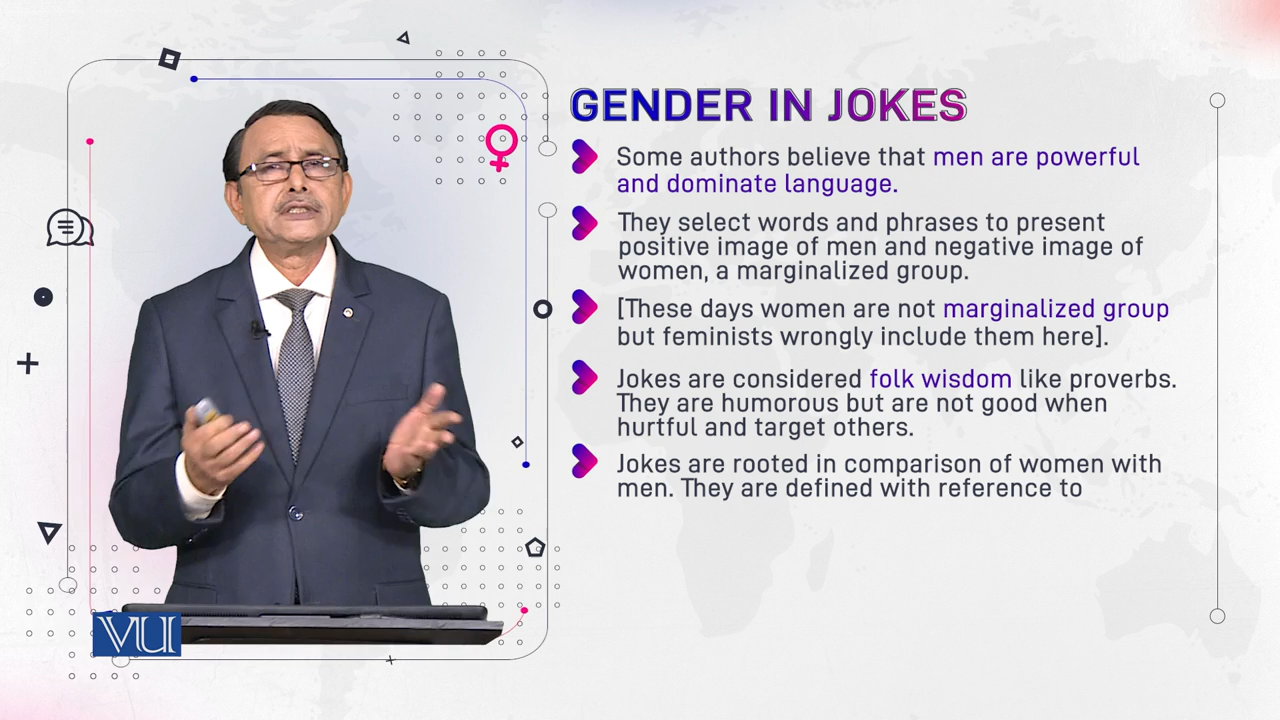 GENDER IN JOKES
Some authors believe that men are powerful
and dominate language.
They select words and phrases to present
positive image of men and negative image of
women, a marginalized group.
[These days women are not marginalized group
but feminists wrongly include them here].
Jokes are considered folk wisdom like proverbs.
They are humorous but are not good when
hurtful and target others.
Jokes are rooted in comparison of women with
men. They are defined with reference to
VU